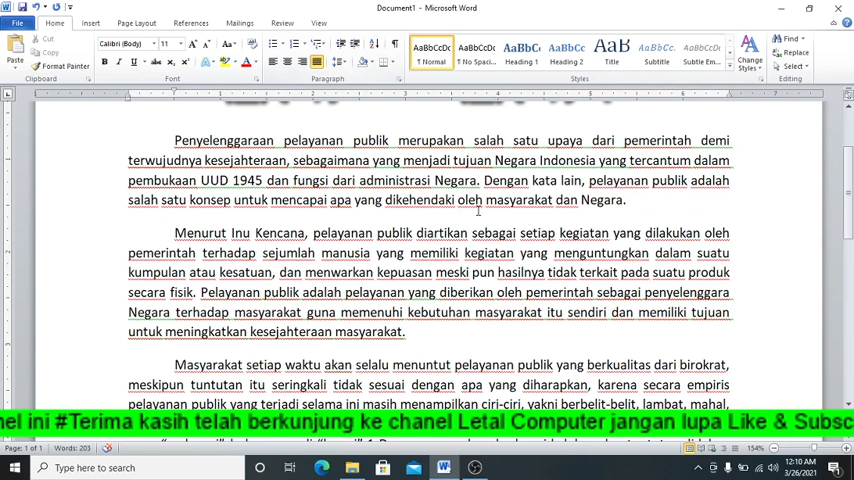 Document1 - Microsoft Word
File Home Insert Page Layout References Mailings Review View
Cut
Copy
Format Painter
Paste
Clipboard
Calibri (Body) 11
Font
Paragraph
AaBbCcDc AaBbCcDc AaBbCc AaBbCc AaB AaBbCc. AaBbCcDc
¶ Normal ¶ No Spaci... Heading 1 Heading 2 Title Subtitle Subtle Em...
Styles
Change Styles
Find
Replace
Select
Editing
Penyelenggaraan pelayanan publik merupakan salah satu upaya dari pemerintah demi
terwujudnya kesejahteraan, sebagaimana yang menjadi tujuan Negara Indonesia yang tercantum dalam
pembukaan UUD 1945 dan fungsi dari administrasi Negara. Dengan kata lain, pelayanan publik adalah
salah satu konsep untuk mencapai apa yang dikehendaki oleh masyarakat dan Negara.
Menurut Inu Kencana, pelayanan publik diartikan sebagai setiap kegiatan yang dilakukan oleh
pemerintah terhadap sejumlah manusia yang memiliki kegiatan yang menguntungkan dalam suatu
kumpulan atau kesatuan, dan menwarkan kepuasan meski pun hasilnya tidak terkait pada suatu produk
secara fisik. Pelayanan publik adalah pelayanan yang diberikan oleh pemerintah sebagai penyelenggara
Negara terhadap masyarakat guna memenuhi kebutuhan masyarakat itu sendiri dan memiliki tujuan
untuk meningkatkan kesejahteraan masyarakat.
Masyarakat setiap waktu akan selalu menuntut pelayanan publik yang berkualitas dari birokrat,
meskipun tuntutan itu seringkali tidak sesuai dengan apa yang diharapkan, karena secara empiris
pelayanan publik yang terjadi selama ini masih menampilkan ciri-ciri, yakni berbelit-belit, lambat, mahal,
nel ini #Terima kasih telah berkunjung ke chanel Letal Computer jangan lupa Like & Subsc
Page: 1 of 1 Words: 203 154%
Type here to search
12:10 AM
3/26/2021